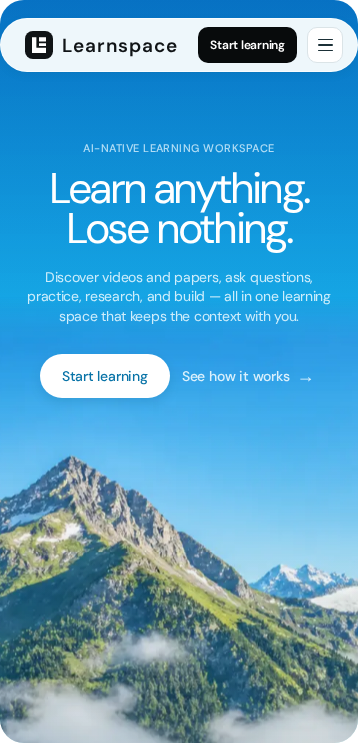 Learnspace
Start learning
AI-NATIVE LEARNING WORKSPACE
Learn anything.
Lose nothing.
Discover videos and papers, ask questions,
practice, research, and build — all in one learning
space that keeps the context with you.
Start learning
See how it works →